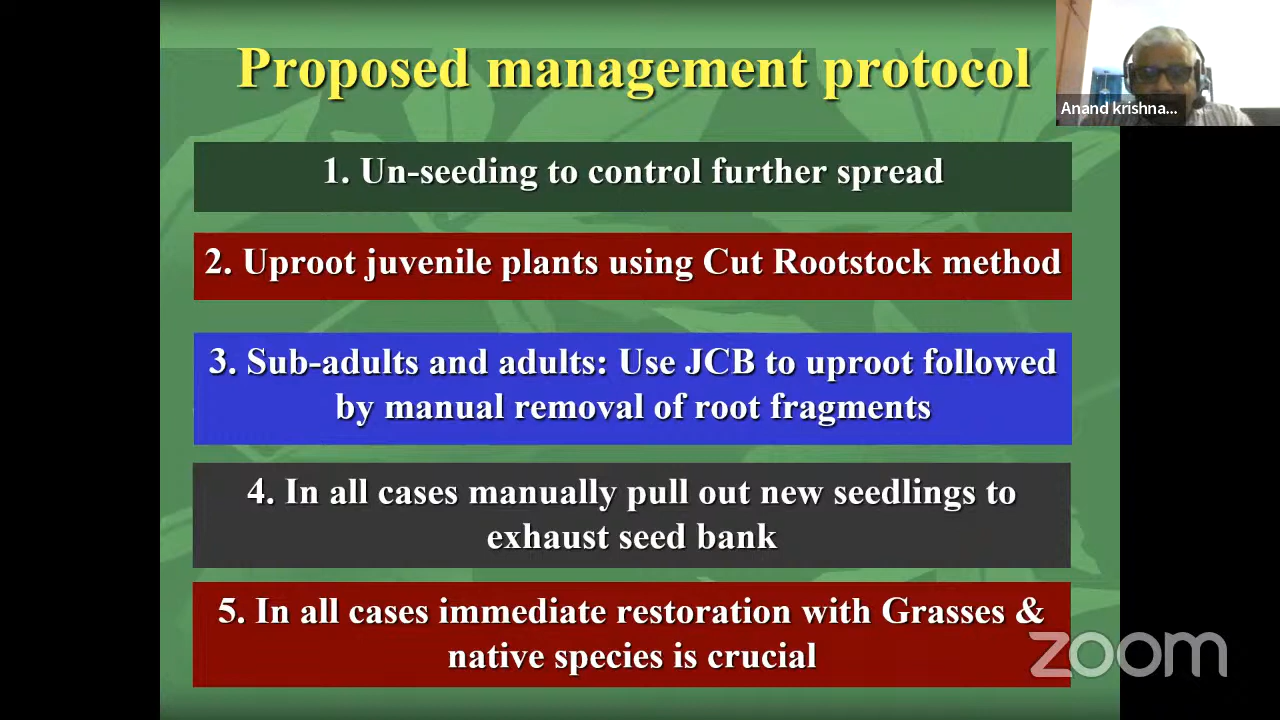 Proposed management protocol
Anand krishna...
1. Un-seeding to control further spread
2. Uproot juvenile plants using Cut Rootstock method
3. Sub-adults and adults: Use JCB to uproot followed
by manual removal of root fragments
4. In all cases manually pull out new seedlings to
exhaust seed bank
5. In all cases immediate restoration with Grasses &
native species is crucial
zoom